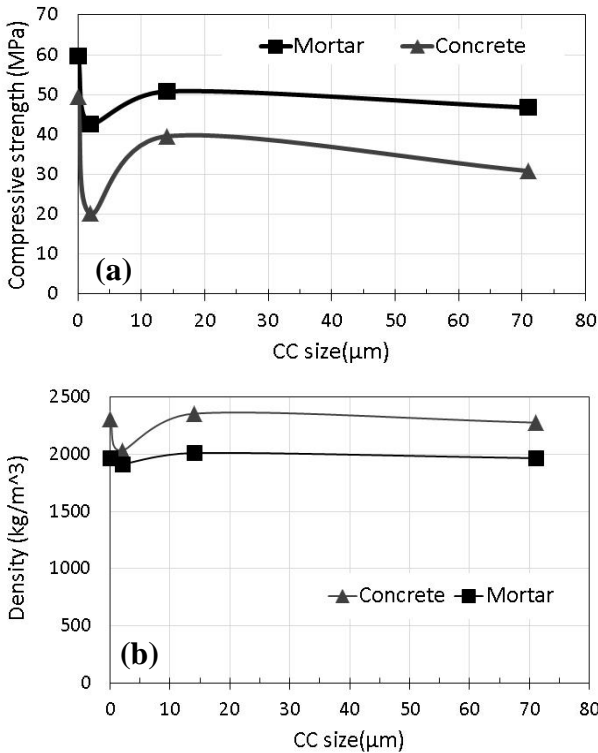 70
60
50
40
30
20
10
0
Compressive strength (MPa)
Mortar Concrete
(a)
0 10 20 30 40 50 60 70 80
CC size(µm)
2500
2000
1500
1000
500
0
Density (kg/m^3)
Concrete Mortar
(b)
0 10 20 30 40 50 60 70 80
CC size(µm)